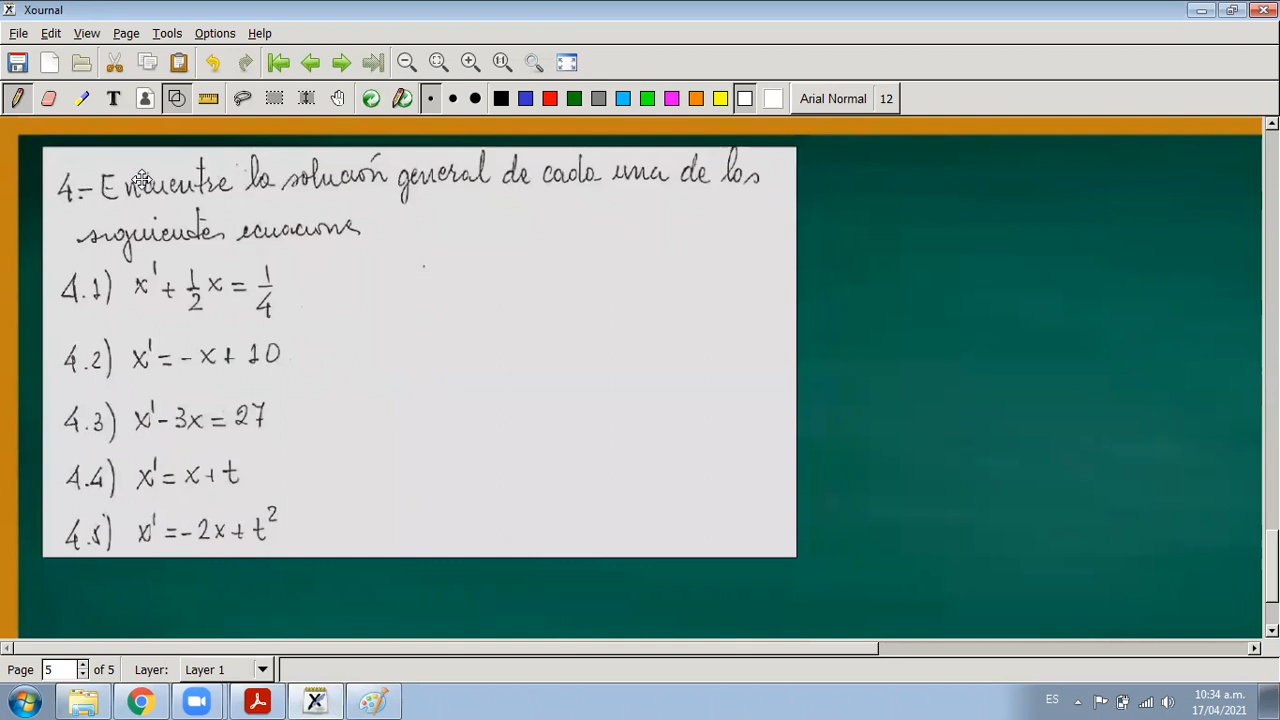 Xournal
File Edit View Page Tools Options Help
Arial Normal 12
4.- Encuentre la solución general de cada una de los
siguientes ecuaciones
4.1) x' + 1/2 x = 1/4
4.2) x' = -x + 10
4.3) x' - 3x = 27
4.4) x' = x + t
4.5) x' = -2x + t²
Page 5 of 5 Layer: Layer 1
ES 10:34 a.m.
17/04/2021